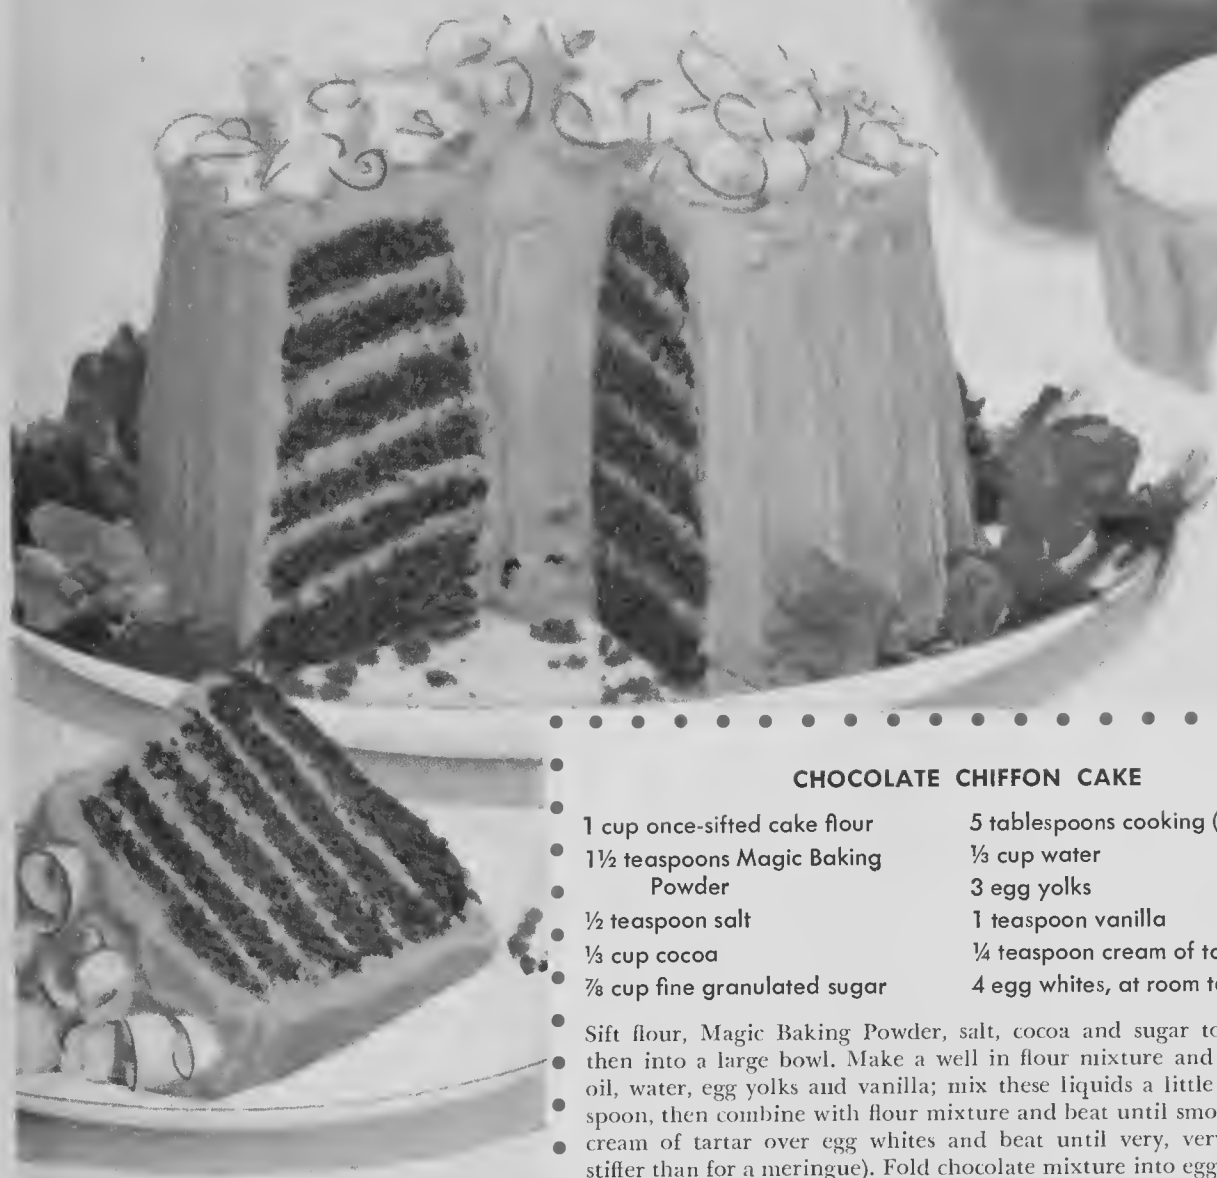 CHOCOLATE CHIFFON CAKE
1 cup once-sifted cake flour
1½ teaspoons Magic Baking
Powder
½ teaspoon salt
⅓ cup cocoa
⅞ cup fine granulated sugar
5 tablespoons cooking (
⅓ cup water
3 egg yolks
1 teaspoon vanilla
¼ teaspoon cream of
4 egg whites, at room
Sift flour, Magic Baking Powder, salt, cocoa and sugar
then into a large bowl. Make a well in flour mixture and
oil, water, egg yolks and vanilla; mix these liquids a little
spoon, then combine with flour mixture and beat until
cream of tartar over egg whites and beat until very,
stiffer than for a meringue). Fold chocolate mixture into egg